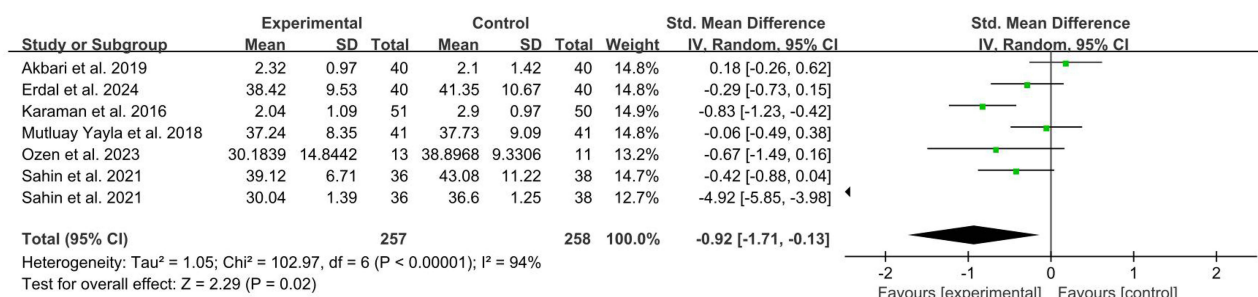 Experimental Control Std. Mean Difference Std. Mean Difference
Study or Subgroup Mean SD Total Mean SD Total Weight IV, Random, 95% CI IV, Random, 95% CI
Akbari et al. 2019 2.32 0.97 40 2.1 1.42 40 14.8% 0.18 [-0.26, 0.62]
Erdal et al. 2024 38.42 9.53 40 41.35 10.67 40 14.8% -0.29 [-0.73, 0.15]
Karaman et al. 2016 2.04 1.09 51 2.9 0.97 50 14.8% -0.83 [-1.23, -0.42]
Mutluay Yayla et al. 2018 37.24 8.35 41 37.73 9.09 41 14.8% -0.06 [-0.49, 0.38]
Ozen et al. 2023 30.1839 14.8442 13 38.8968 9.3306 11 13.2% -0.67 [-1.49, 0.16]
Sahin et al. 2021 39.12 6.71 36 43.08 11.22 38 14.7% -0.42 [-0.88, 0.04]
Sahin et al. 2021 30.04 1.39 36 36.6 1.25 38 12.7% -4.92 [-5.85, -3.98]
Total (95% CI) 257 258 100.0% -0.92 [-1.71, -0.13]
Heterogeneity: Tau² = 1.05; Chi² = 102.97, df = 6 (P < 0.00001); I² = 94%
Test for overall effect: Z = 2.29 (P = 0.02)
-2 -1 0 1 2
Favours [experimental] Favours [control]